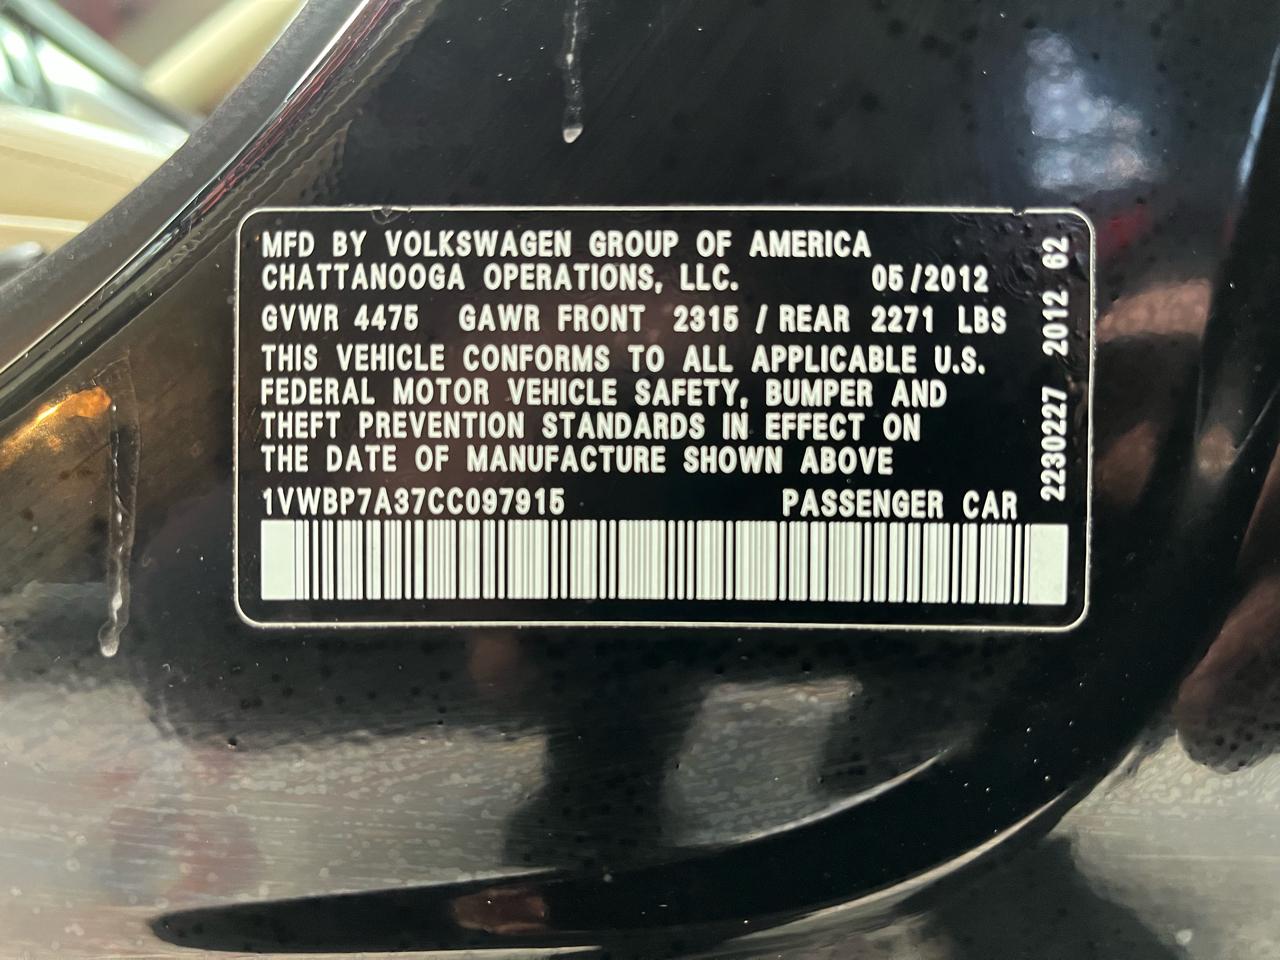 MFD BY VOLKSWAGEN GROUP OF AMERICA
CHATTANOOGA OPERATIONS, LLC. 05/2012
GVWR 4475 GAWR FRONT 2315 / REAR 2271 LBS
THIS VEHICLE CONFORMS TO ALL APPLICABLE U.S.
FEDERAL MOTOR VEHICLE SAFETY, BUMPER AND
THEFT PREVENTION STANDARDS IN EFFECT ON
THE DATE OF MANUFACTURE SHOWN ABOVE
1VWBP7A37CC097915 PASSENGER CAR
2230227 2012 62